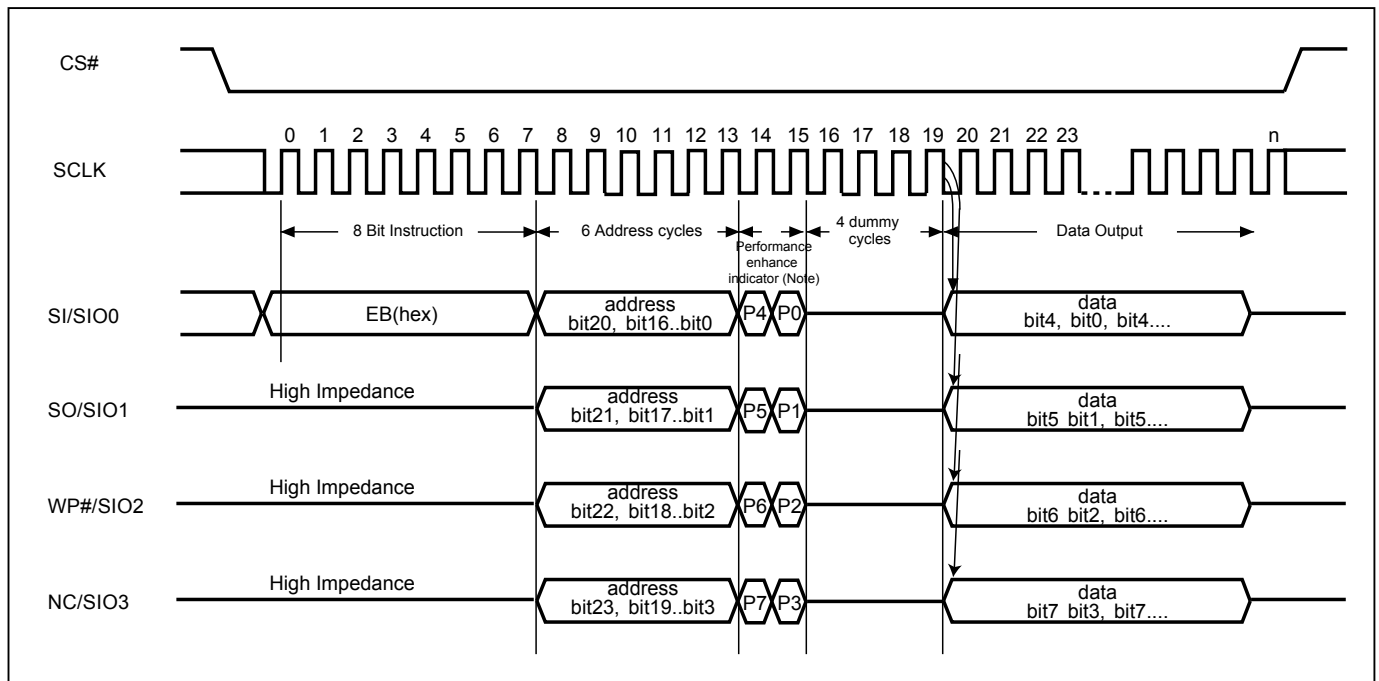 CS#
0 1 2 3 4 5 6 7 8 9 10 11 12 13 14 15 16 17 18 19 20 21 22 23 n
SCLK
8 Bit Instruction
6 Address cycles
Performance
enhance
indicator (Note)
4 dummy
cycles
Data Output
SI/SIO0
EB(hex)
address
bit20, bit16..bit0
P4 P0
data
bit4, bit0, bit4....
SO/SIO1
High Impedance
address
bit21, bit17..bit1
P5 P1
data
bit5 bit1, bit5....
WP#/SIO2
High Impedance
address
bit22, bit18..bit2
P6 P2
data
bit6 bit2, bit6....
NC/SIO3
High Impedance
address
bit23, bit19..bit3
P7 P3
data
bit7 bit3, bit7....